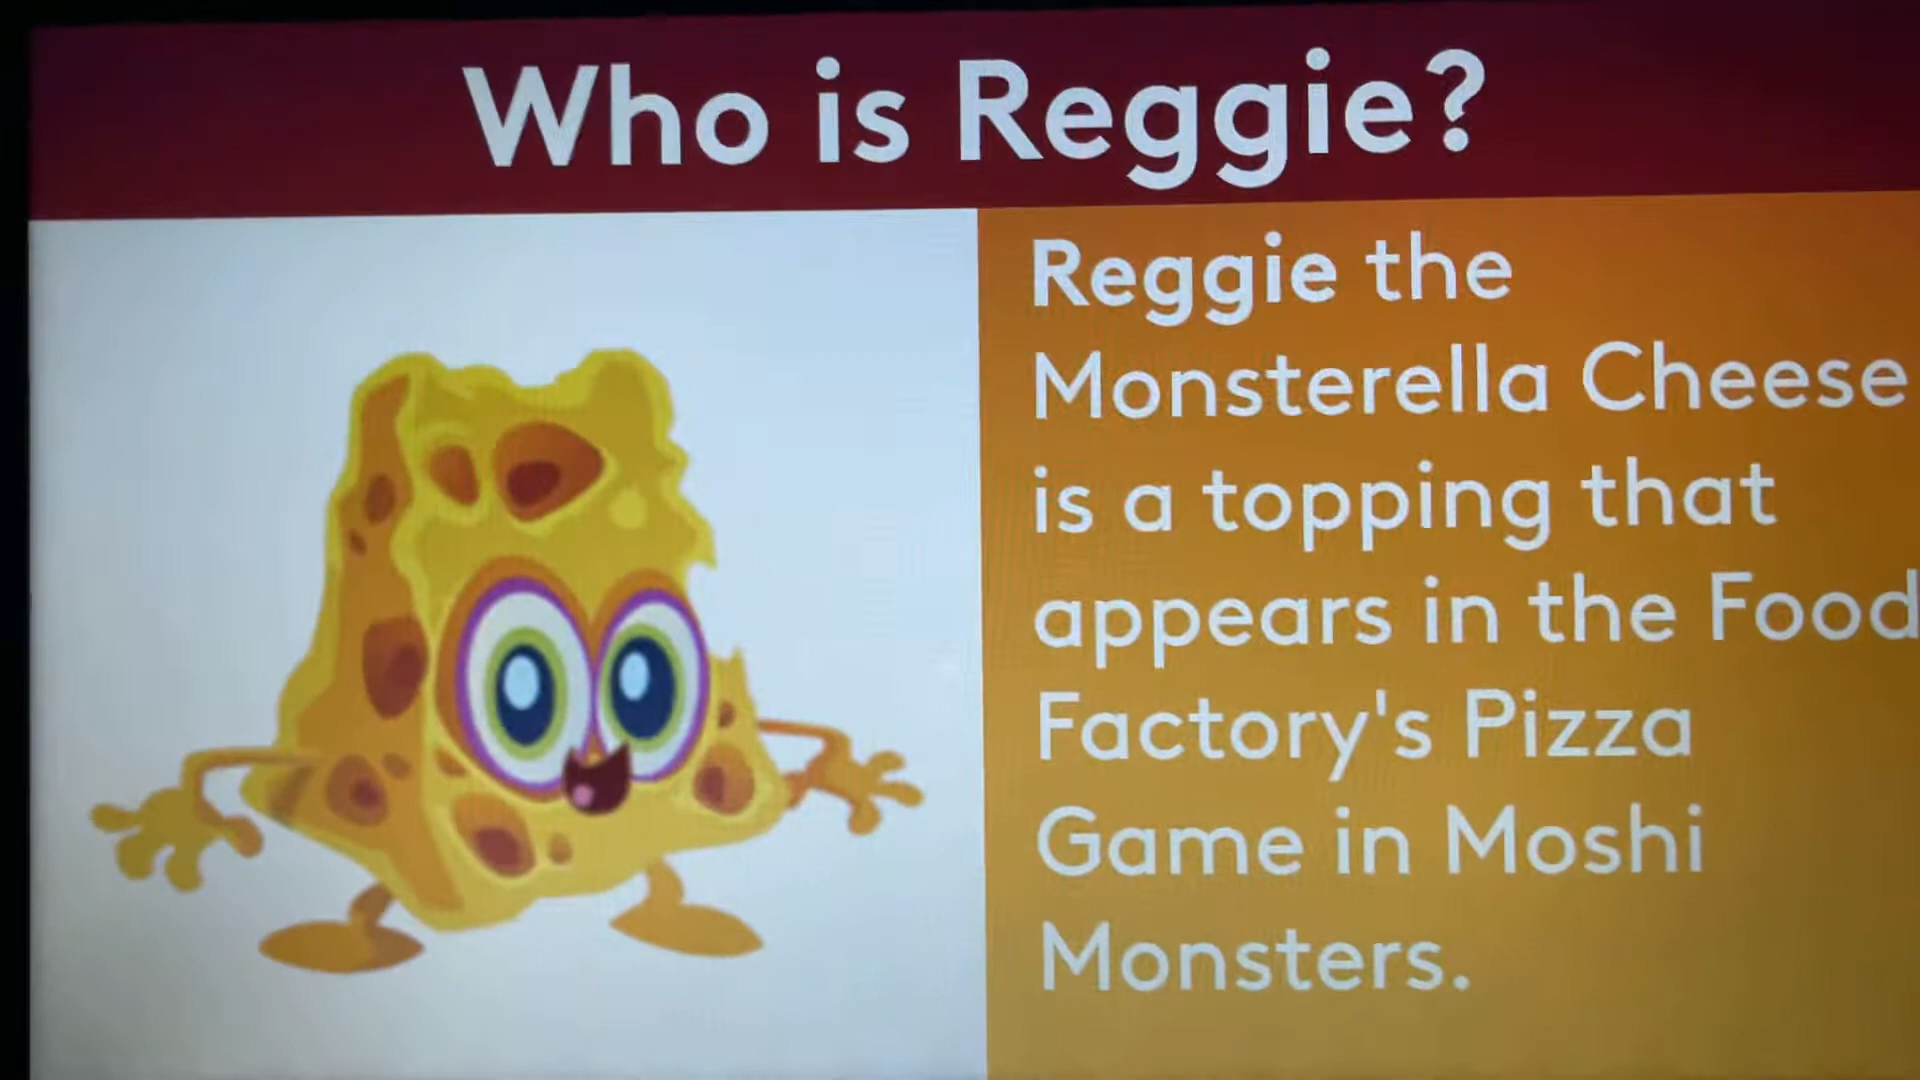 Who is Reggie?
Reggie the
Monsterella Cheese
is a topping that
appears in the Food
Factory's Pizza
Game in Moshi
Monsters.